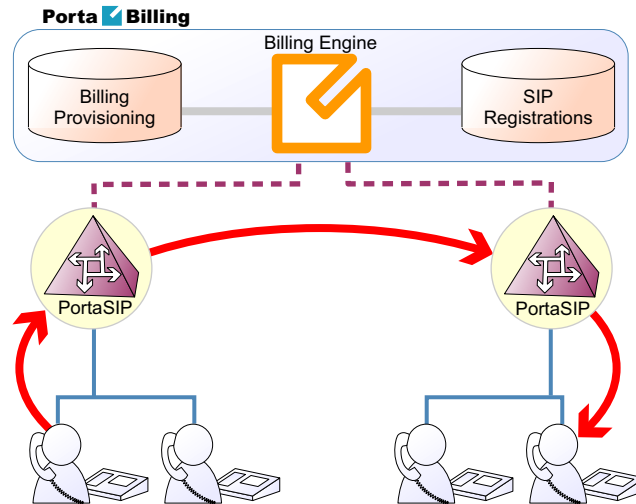 Porta Billing
Billing Engine
Billing
Provisioning
SIP
Registrations
PortaSIP
PortaSIP